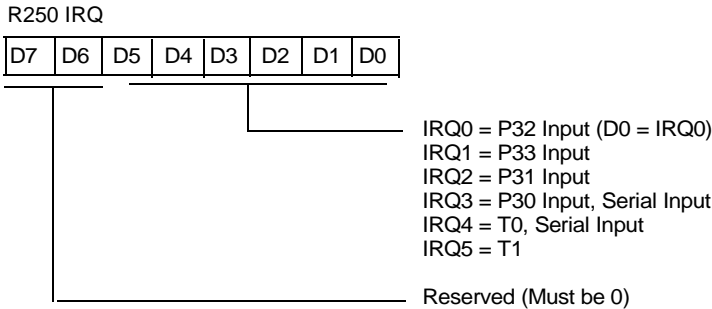 R250 IRQ
D7 D6 D5 D4 D3 D2 D1 D0
IRQ0 = P32 Input (D0 = IRQ0)
IRQ1 = P33 Input
IRQ2 = P31 Input
IRQ3 = P30 Input, Serial Input
IRQ4 = T0, Serial Input
IRQ5 = T1
Reserved (Must be 0)